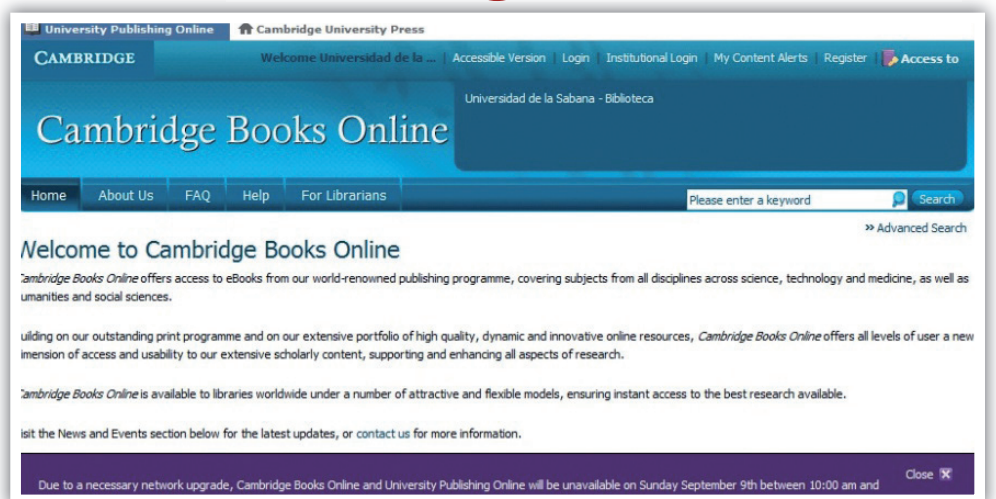 University Publishing Online Cambridge University Press
CAMBRIDGE Welcome Universidad de la ... | Accessible Version | Login | Institutional Login | My Content Alerts | Register | Access to
Universidad de la Sabana - Biblioteca
Cambridge Books Online
Home About Us FAQ Help For Librarians Please enter a keyword Search
» Advanced Search
Welcome to Cambridge Books Online
Cambridge Books Online offers access to eBooks from our world-renowned publishing programme, covering subjects from all disciplines across science, technology and medicine, as well as
umanities and social sciences.
uilding on our outstanding print programme and on our extensive portfolio of high quality, dynamic and innovative online resources, Cambridge Books Online offers all levels of user a new
imension of access and usability to our extensive scholarly content, supporting and enhancing all aspects of research.
Cambridge Books Online is available to libraries worldwide under a number of attractive and flexible models, ensuring instant access to the best research available.
isit the News and Events section below for the latest updates, or contact us for more information.
Close X
Due to a necessary network upgrade, Cambridge Books Online and University Publishing Online will be unavailable on Sunday September 9th between 10:00 am and